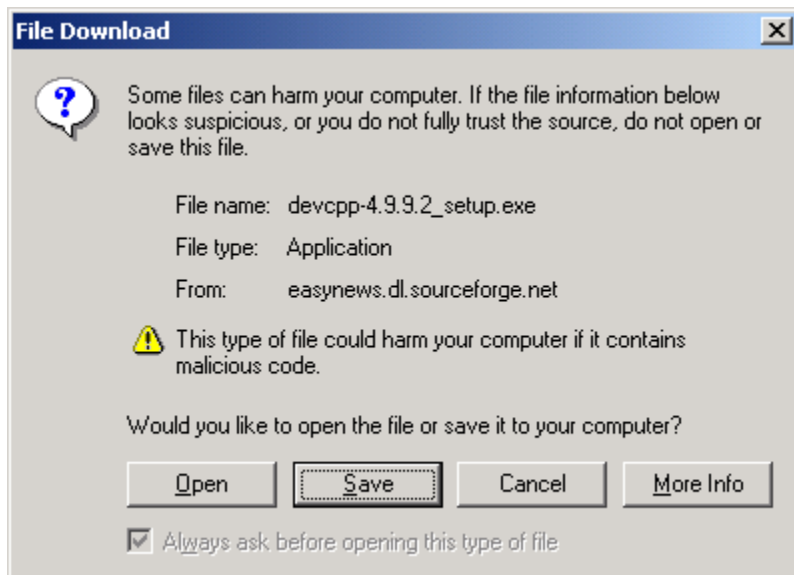 File Download
Some files can harm your computer. If the file information below
looks suspicious, or you do not fully trust the source, do not open or
save this file.
File name: devcpp-4.9.9.2_setup.exe
File type: Application
From: easynews.dl.sourceforge.net
This type of file could harm your computer if it contains
malicious code.
Would you like to open the file or save it to your computer?
Open Save Cancel More Info
Always ask before opening this type of file